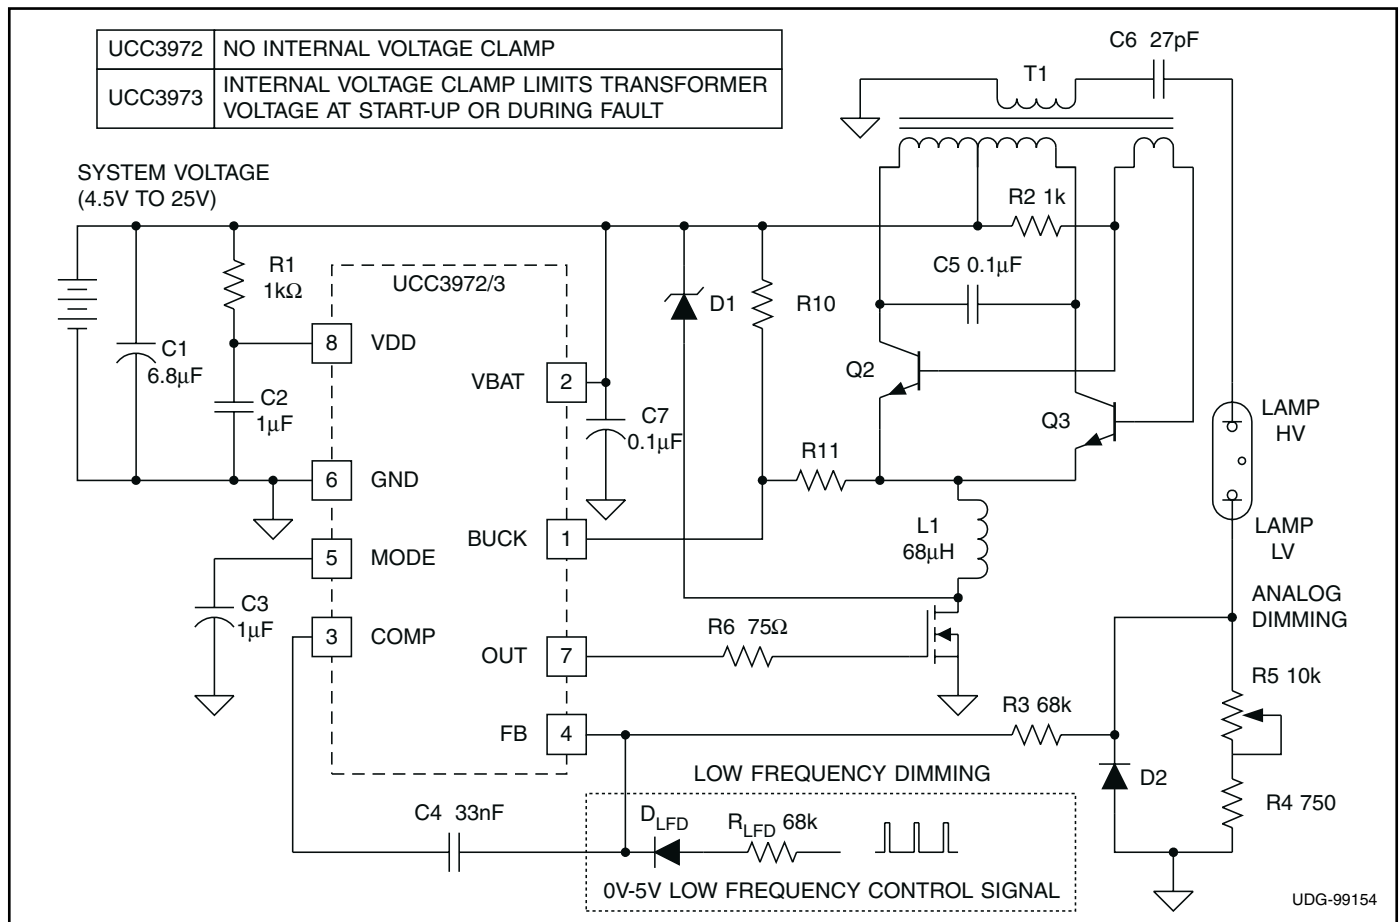 UCC3972 NO INTERNAL VOLTAGE CLAMP
UCC3973 INTERNAL VOLTAGE CLAMP LIMITS TRANSFORMER
VOLTAGE AT START-UP OR DURING FAULT
C6 27pF
T1
SYSTEM VOLTAGE
(4.5V TO 25V)
R2 1k
R1
1kΩ
UCC3972/3
C5 0.1µF
D1
R10
8 VDD
C1
6.8µF
VBAT 2
Q2
C2
1µF
C7
0.1µF
Q3
LAMP
HV
R11
6 GND
L1
68µH
BUCK 1
LAMP
LV
5 MODE
C3
1µF
ANALOG
DIMMING
3 COMP
R6 75Ω
OUT 7
R5 10k
R3 68k
FB 4
LOW FREQUENCY DIMMING
D2
R4 750
C4 33nF
DLFD
RLFD 68k
0V-5V LOW FREQUENCY CONTROL SIGNAL
UDG-99154